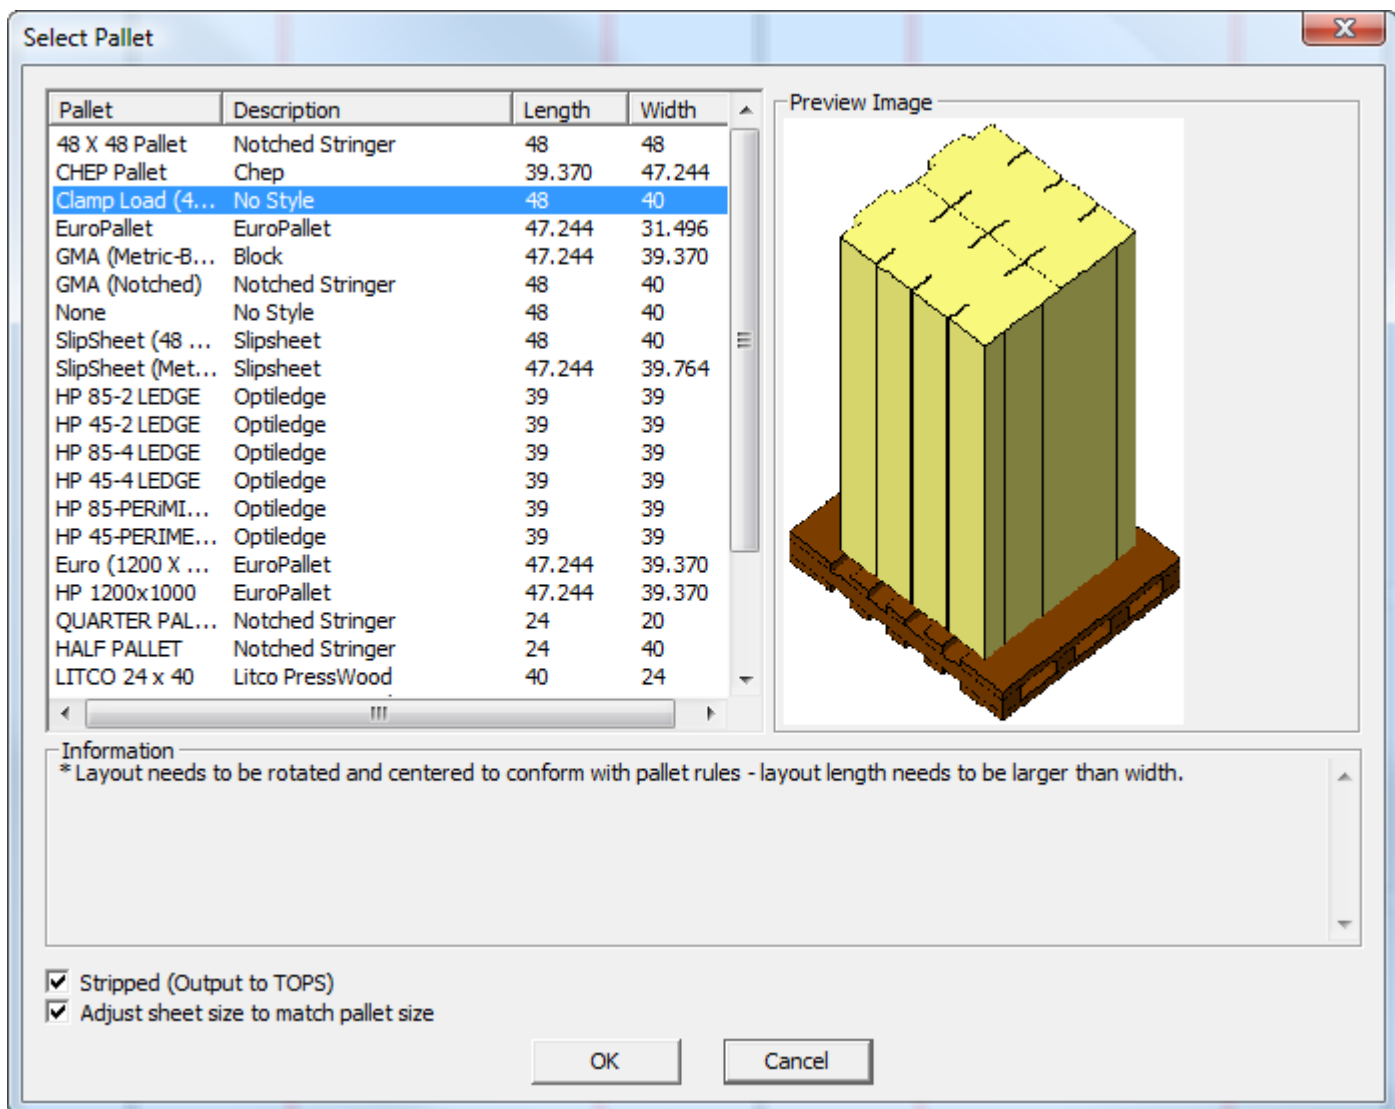 Select Pallet
Pallet Description Length Width
48 X 48 Pallet Notched Stringer 48 48
CHEP Pallet Chep 39.370 47.244
Clamp Load (4... No Style 48 40
EuroPallet EuroPallet 47.244 31.496
GMA (Metric-B... Block 47.244 39.370
GMA (Notched) Notched Stringer 48 40
None No Style 48 40
SlipSheet (48 ... Slipsheet 48 40
SlipSheet (Met... Slipsheet 47.244 39.764
HP 85-2 LEDGE Optiledge 39 39
HP 45-2 LEDGE Optiledge 39 39
HP 85-4 LEDGE Optiledge 39 39
HP 45-4 LEDGE Optiledge 39 39
HP 85-PERiMI... Optiledge 39 39
HP 45-PERIME... Optiledge 39 39
Euro (1200 X ... EuroPallet 47.244 39.370
HP 1200x1000 EuroPallet 47.244 39.370
QUARTER PAL... Notched Stringer 24 20
HALF PALLET Notched Stringer 24 40
LITCO 24 x 40 Litco PressWood 40 24
Preview Image
Information
* Layout needs to be rotated and centered to conform with pallet rules - layout length needs to be larger than width.
Stripped (Output to TOPS)
Adjust sheet size to match pallet size
OK Cancel